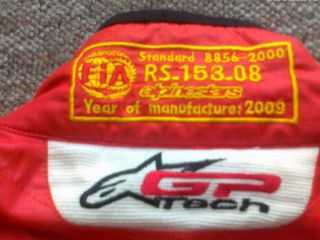 FIA
Standard 8856-2000
RS.153.08
alpinestars
Year of manufacture: 2009
GP
Tech